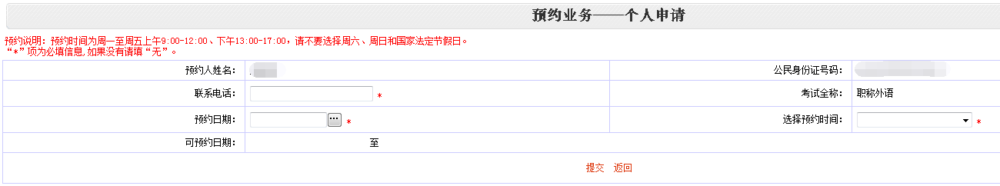 预约业务——个人申请
预约说明：预约时间为周一至周五上午9:00-12:00、下午13:00-17:00，请不要选择周六、周日和国家法定节假日。
“*”项为必填信息,如果没有请填“无”。
预约人姓名： 公民身份证号码：
联系电话： * 考试全称： 职称外语
预约日期： ... * 选择预约时间： *
可预约日期： 至
提交 返回